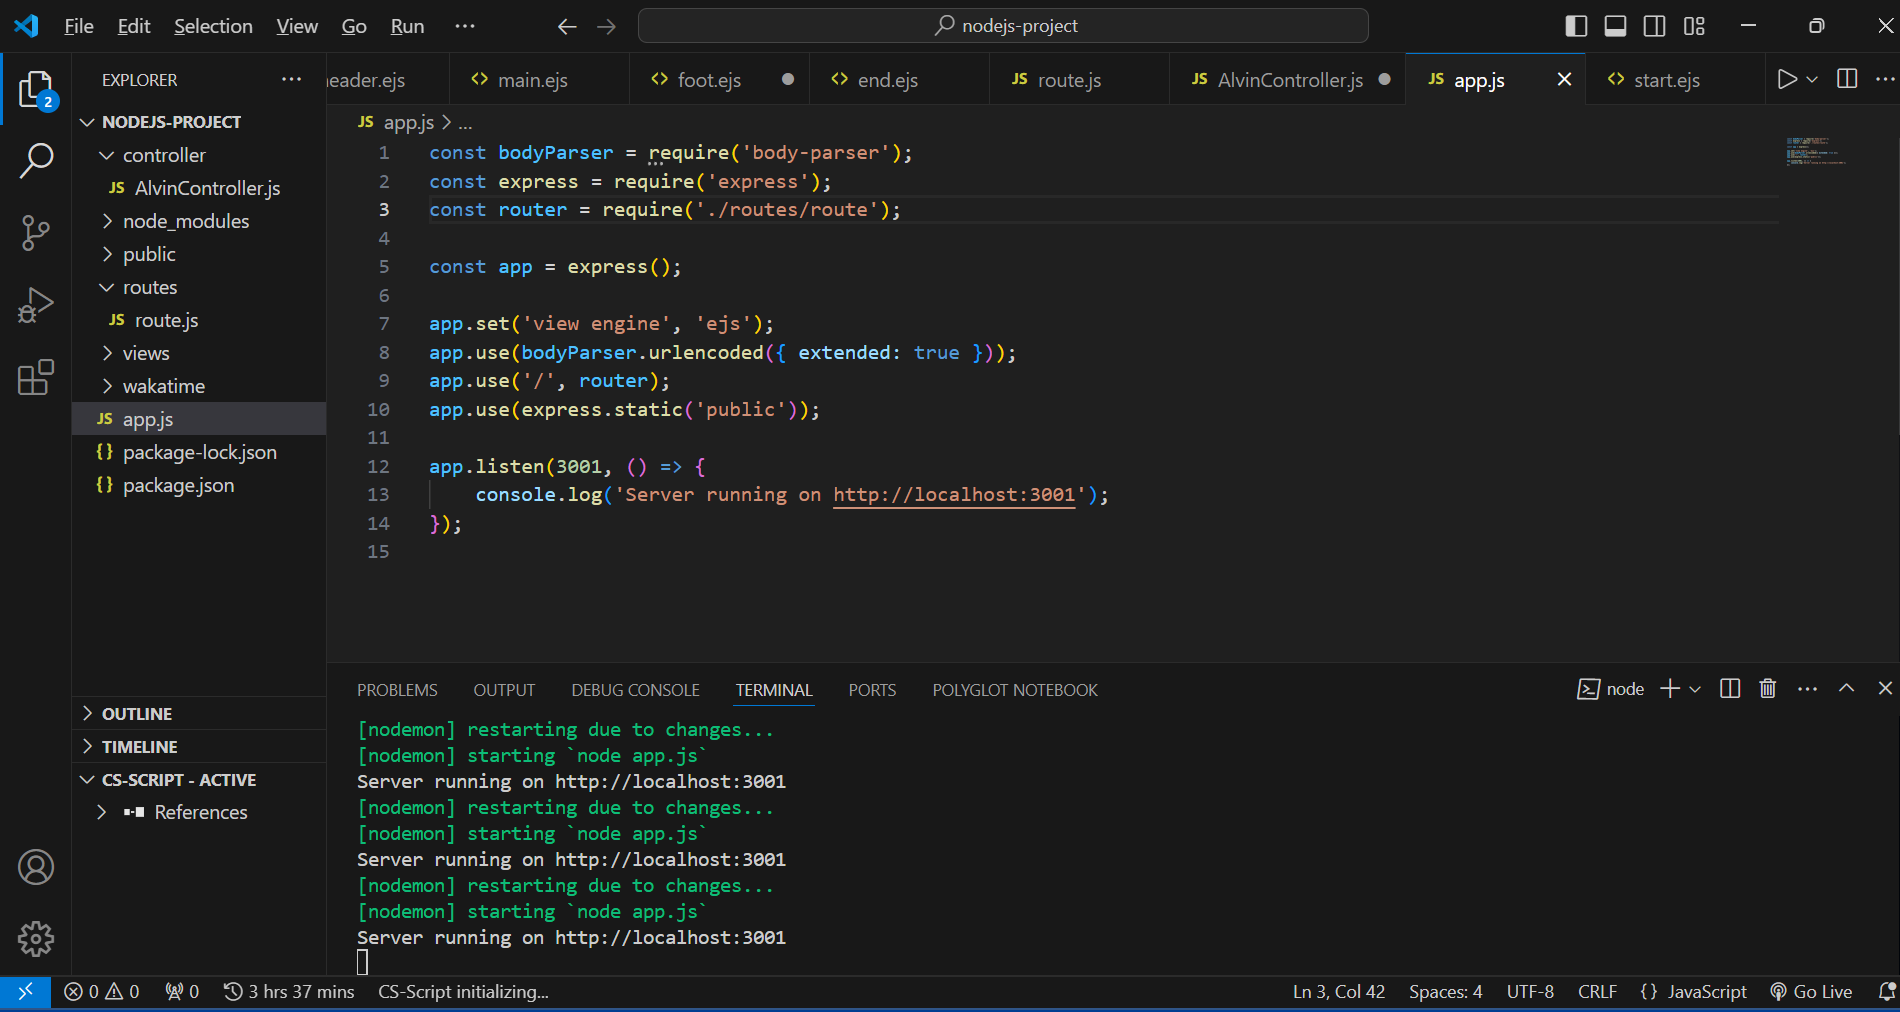 File Edit Selection View Go Run ··· nodejs-project
EXPLORER ···
2
NODEJS-PROJECT
controller
JS AlvinController.js
node_modules
public
routes
JS route.js
views
wakatime
JS app.js
{} package-lock.json
{} package.json
OUTLINE
TIMELINE
CS-SCRIPT - ACTIVE
References
eader.ejs <> main.ejs <> foot.ejs <> end.ejs JS route.js JS AlvinController.js JS app.js <> start.ejs
JS app.js > ...
1 const bodyParser = require('body-parser');
2 const express = require('express');
3 const router = require('./routes/route');
4
5 const app = express();
6
7 app.set('view engine', 'ejs');
8 app.use(bodyParser.urlencoded({ extended: true }));
9 app.use('/', router);
10 app.use(express.static('public'));
11
12 app.listen(3001, () => {
13     console.log('Server running on http://localhost:3001');
14 });
15
PROBLEMS OUTPUT DEBUG CONSOLE TERMINAL PORTS POLYGLOT NOTEBOOK node
[nodemon] restarting due to changes...
[nodemon] starting `node app.js`
Server running on http://localhost:3001
[nodemon] restarting due to changes...
[nodemon] starting `node app.js`
Server running on http://localhost:3001
[nodemon] restarting due to changes...
[nodemon] starting `node app.js`
Server running on http://localhost:3001
0 0 0 3 hrs 37 mins CS-Script initializing... Ln 3, Col 42 Spaces: 4 UTF-8 CRLF {} JavaScript Go Live